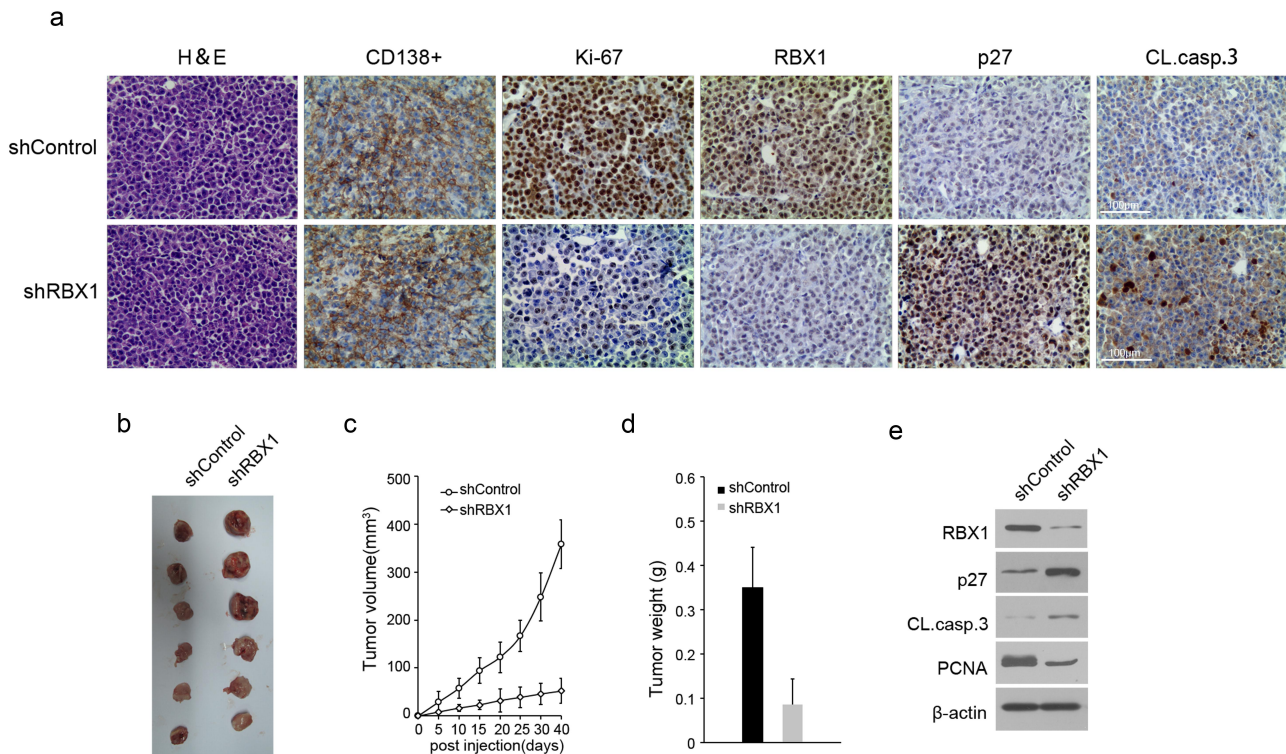 a
H&E CD138+ Ki-67 RBX1 p27 CL.casp.3
shControl
100µm
shRBX1
100µm
b
shControl
shRBX1
c
500
400
300
200
100
0
Tumor volume(mm³)
shControl
shRBX1
0 5 10 15 20 25 30 40
post injection(days)
d
0.6
0.5
0.4
0.3
0.2
0.1
0
Tumor weight (g)
shControl
shRBX1
e
shControl
shRBX1
RBX1
p27
CL.casp.3
PCNA
β-actin